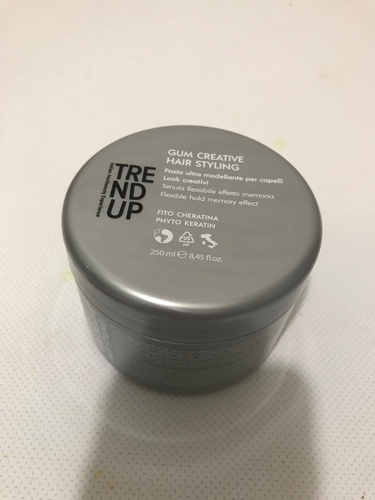 TRE
ND
UP
GUM CREATIVE
HAIR STYLING
Pasta ultra modellante per capelli
Look creativi
Tenuta flessibile effetto memoria
Flexible hold memory effect
FITO CHERATINA
PHYTO KERATIN
250 ml ℮ 8,45 fl.oz.